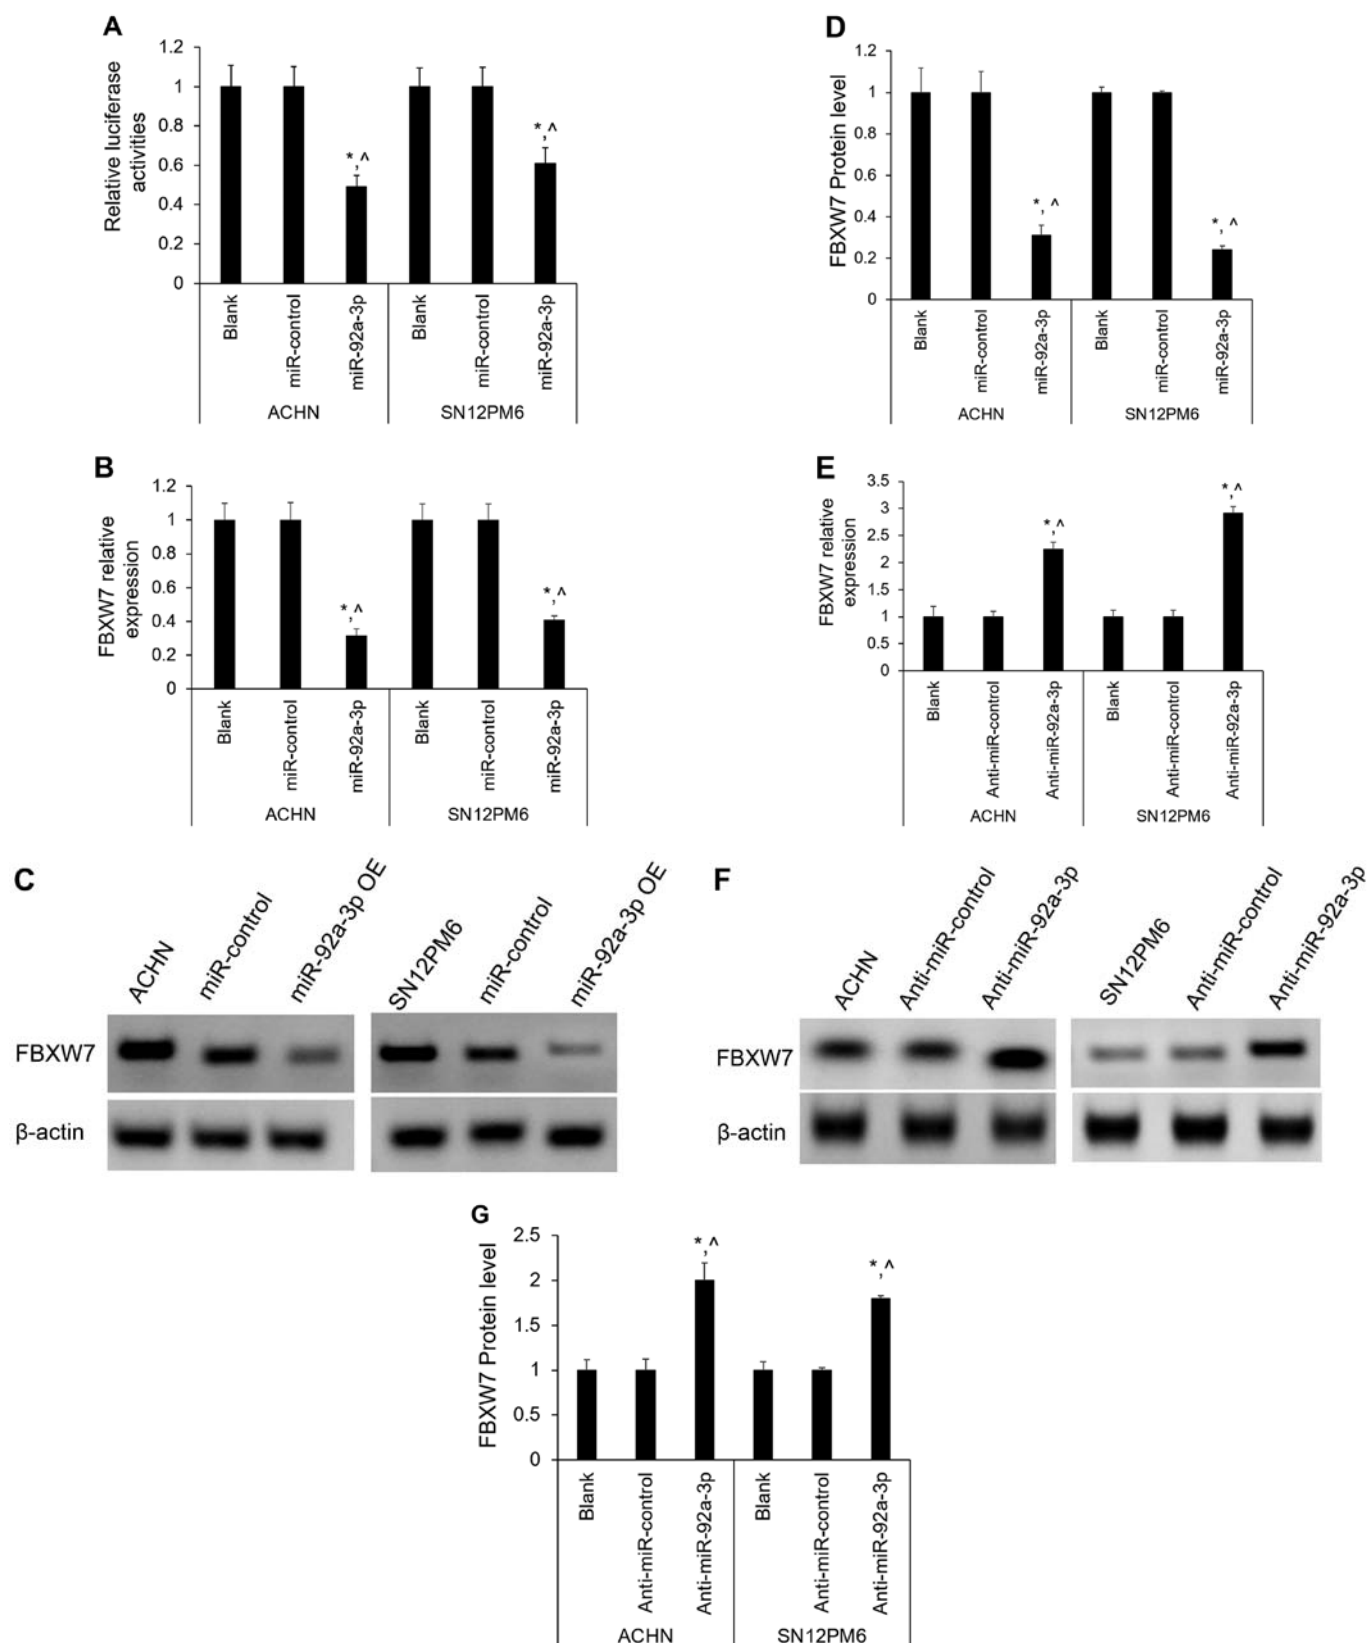 A
Relative luciferase
activities
1.2
1
0.8
0.6
0.4
0.2
0
*,^
*,^
Blank
miR-control
miR-92a-3p
Blank
miR-control
miR-92a-3p
ACHN
SN12PM6
D
FBXW7 Protein level
1.2
1
0.8
0.6
0.4
0.2
0
*, ^
*, ^
Blank
miR-control
miR-92a-3p
Blank
miR-control
miR-92a-3p
ACHN
SN12PM6
B
FBXW7 relative
expression
1.2
1
0.8
0.6
0.4
0.2
0
*,^
*,^
Blank
miR-control
miR-92a-3p
Blank
miR-control
miR-92a-3p
ACHN
SN12PM6
E
FBXW7 relative
expression
3.5
3
2.5
2
1.5
1
0.5
0
*,^
*,^
Blank
Anti-miR-control
Anti-miR-92a-3p
Blank
Anti-miR-control
Anti-miR-92a-3p
ACHN
SN12PM6
C
ACHN
miR-control
miR-92a-3p OE
SN12PM6
miR-control
miR-92a-3p OE
FBXW7
β-actin
F
ACHN
Anti-miR-control
Anti-miR-92a-3p
SN12PM6
Anti-miR-control
Anti-miR-92a-3p
FBXW7
β-actin
G
FBXW7 Protein level
2.5
2
1.5
1
0.5
0
*,^
*,^
Blank
Anti-miR-control
Anti-miR-92a-3p
Blank
Anti-miR-control
Anti-miR-92a-3p
ACHN
SN12PM6